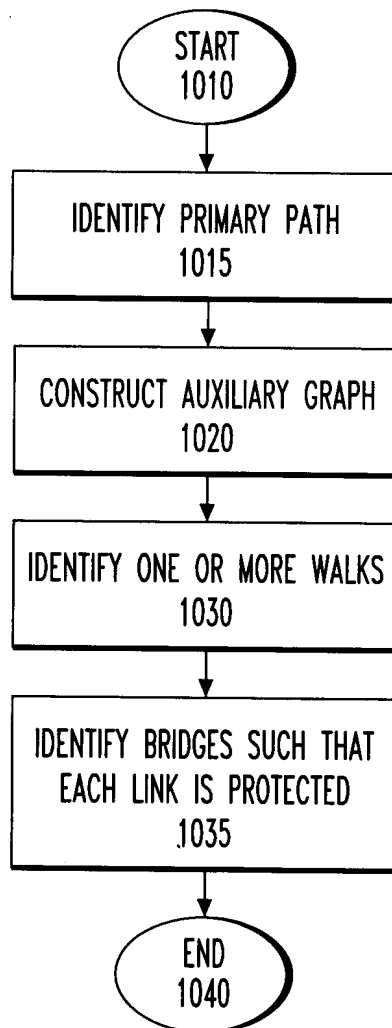 START
1010
IDENTIFY PRIMARY PATH
1015
CONSTRUCT AUXILIARY GRAPH
1020
IDENTIFY ONE OR MORE WALKS
1030
IDENTIFY BRIDGES SUCH THAT
EACH LINK IS PROTECTED
1035
END
1040